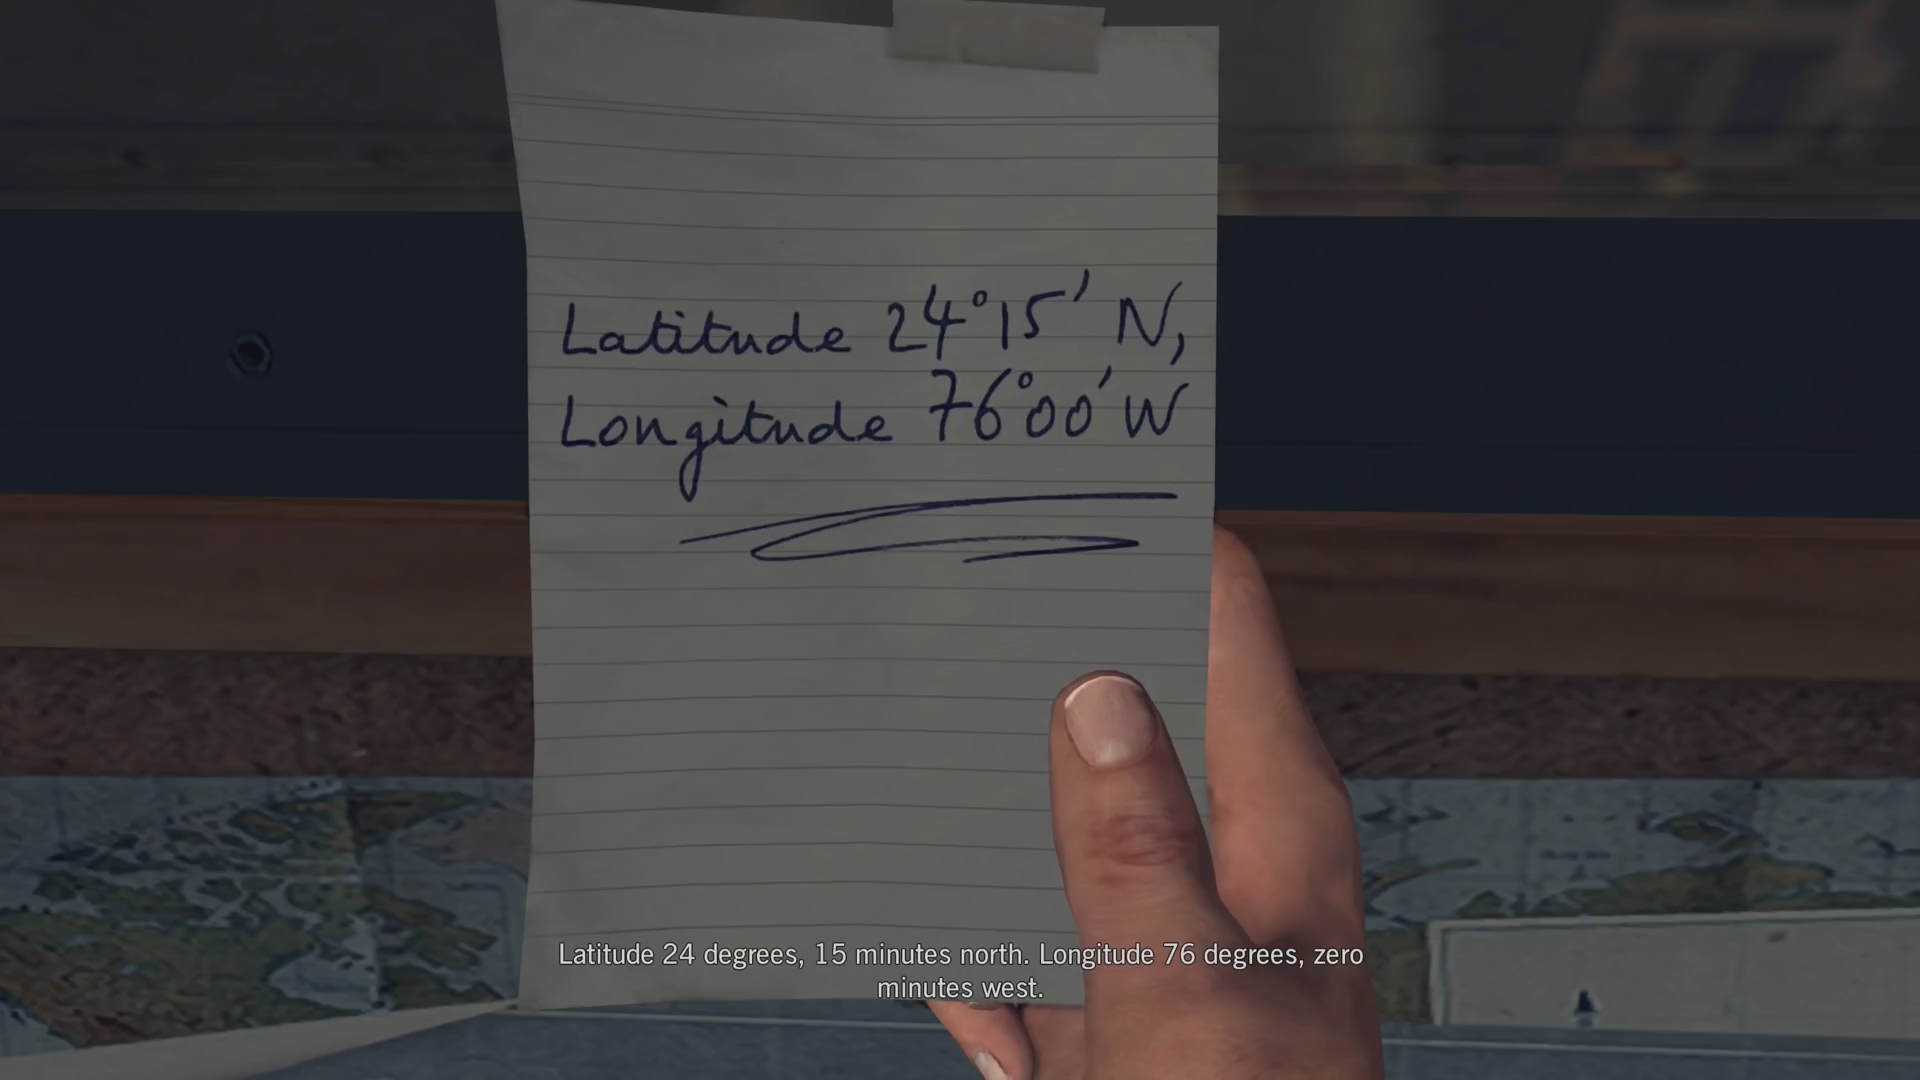 Latitude 24°15' N,
Longitude 76°00' W
Latitude 24 degrees, 15 minutes north. Longitude 76 degrees, zero
minutes west.